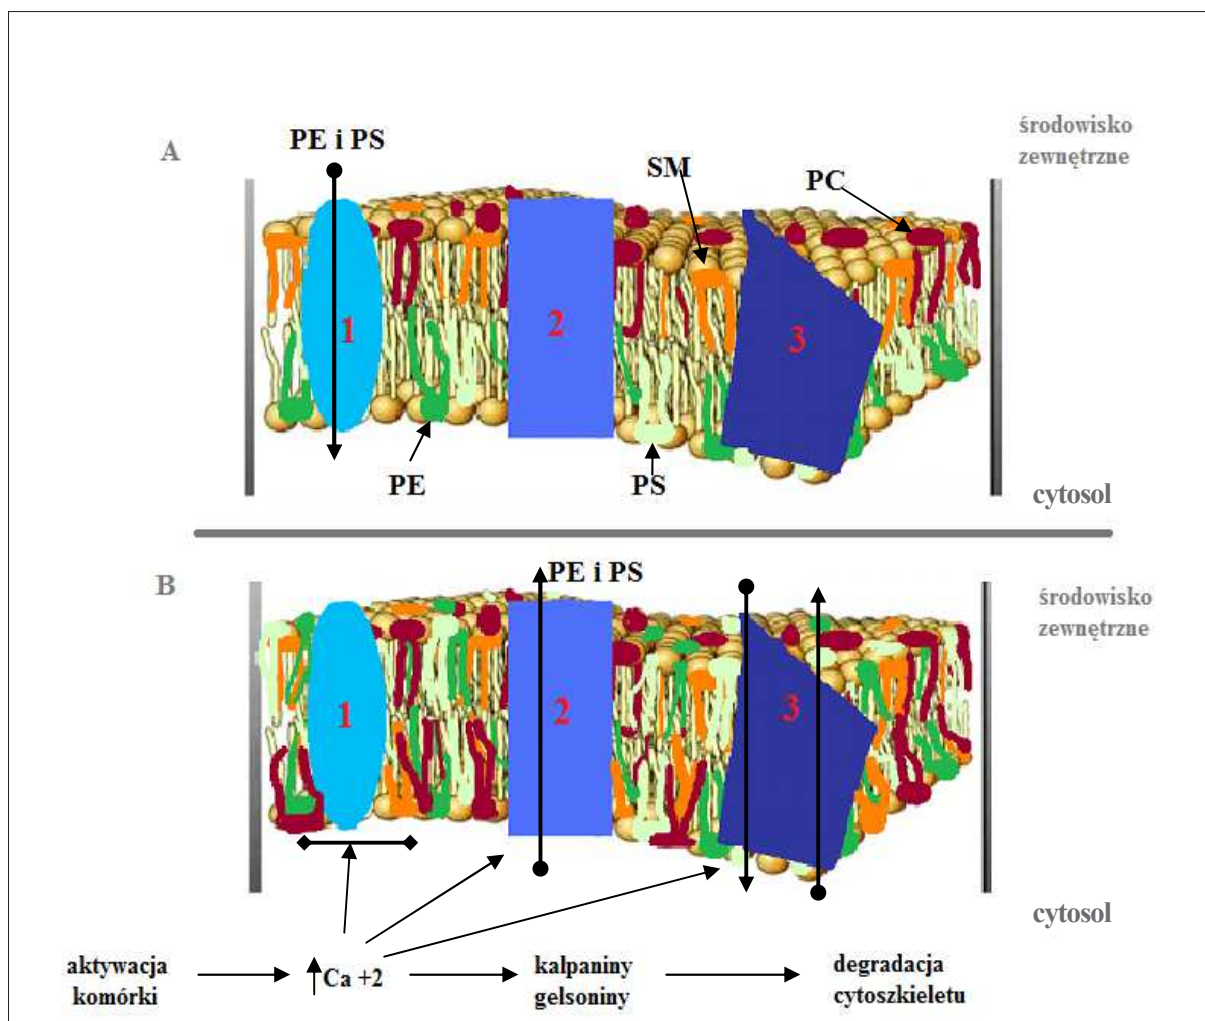 A
PE i PS
SM
PC
środowisko
zewnętrzne
1
2
3
PE
PS
cytosol
B
PE i PS
środowisko
zewnętrzne
1
2
3
cytosol
aktywacja
komórki
Ca +2
kalpaniny
gelsoniny
degradacja
cytoszkieletu